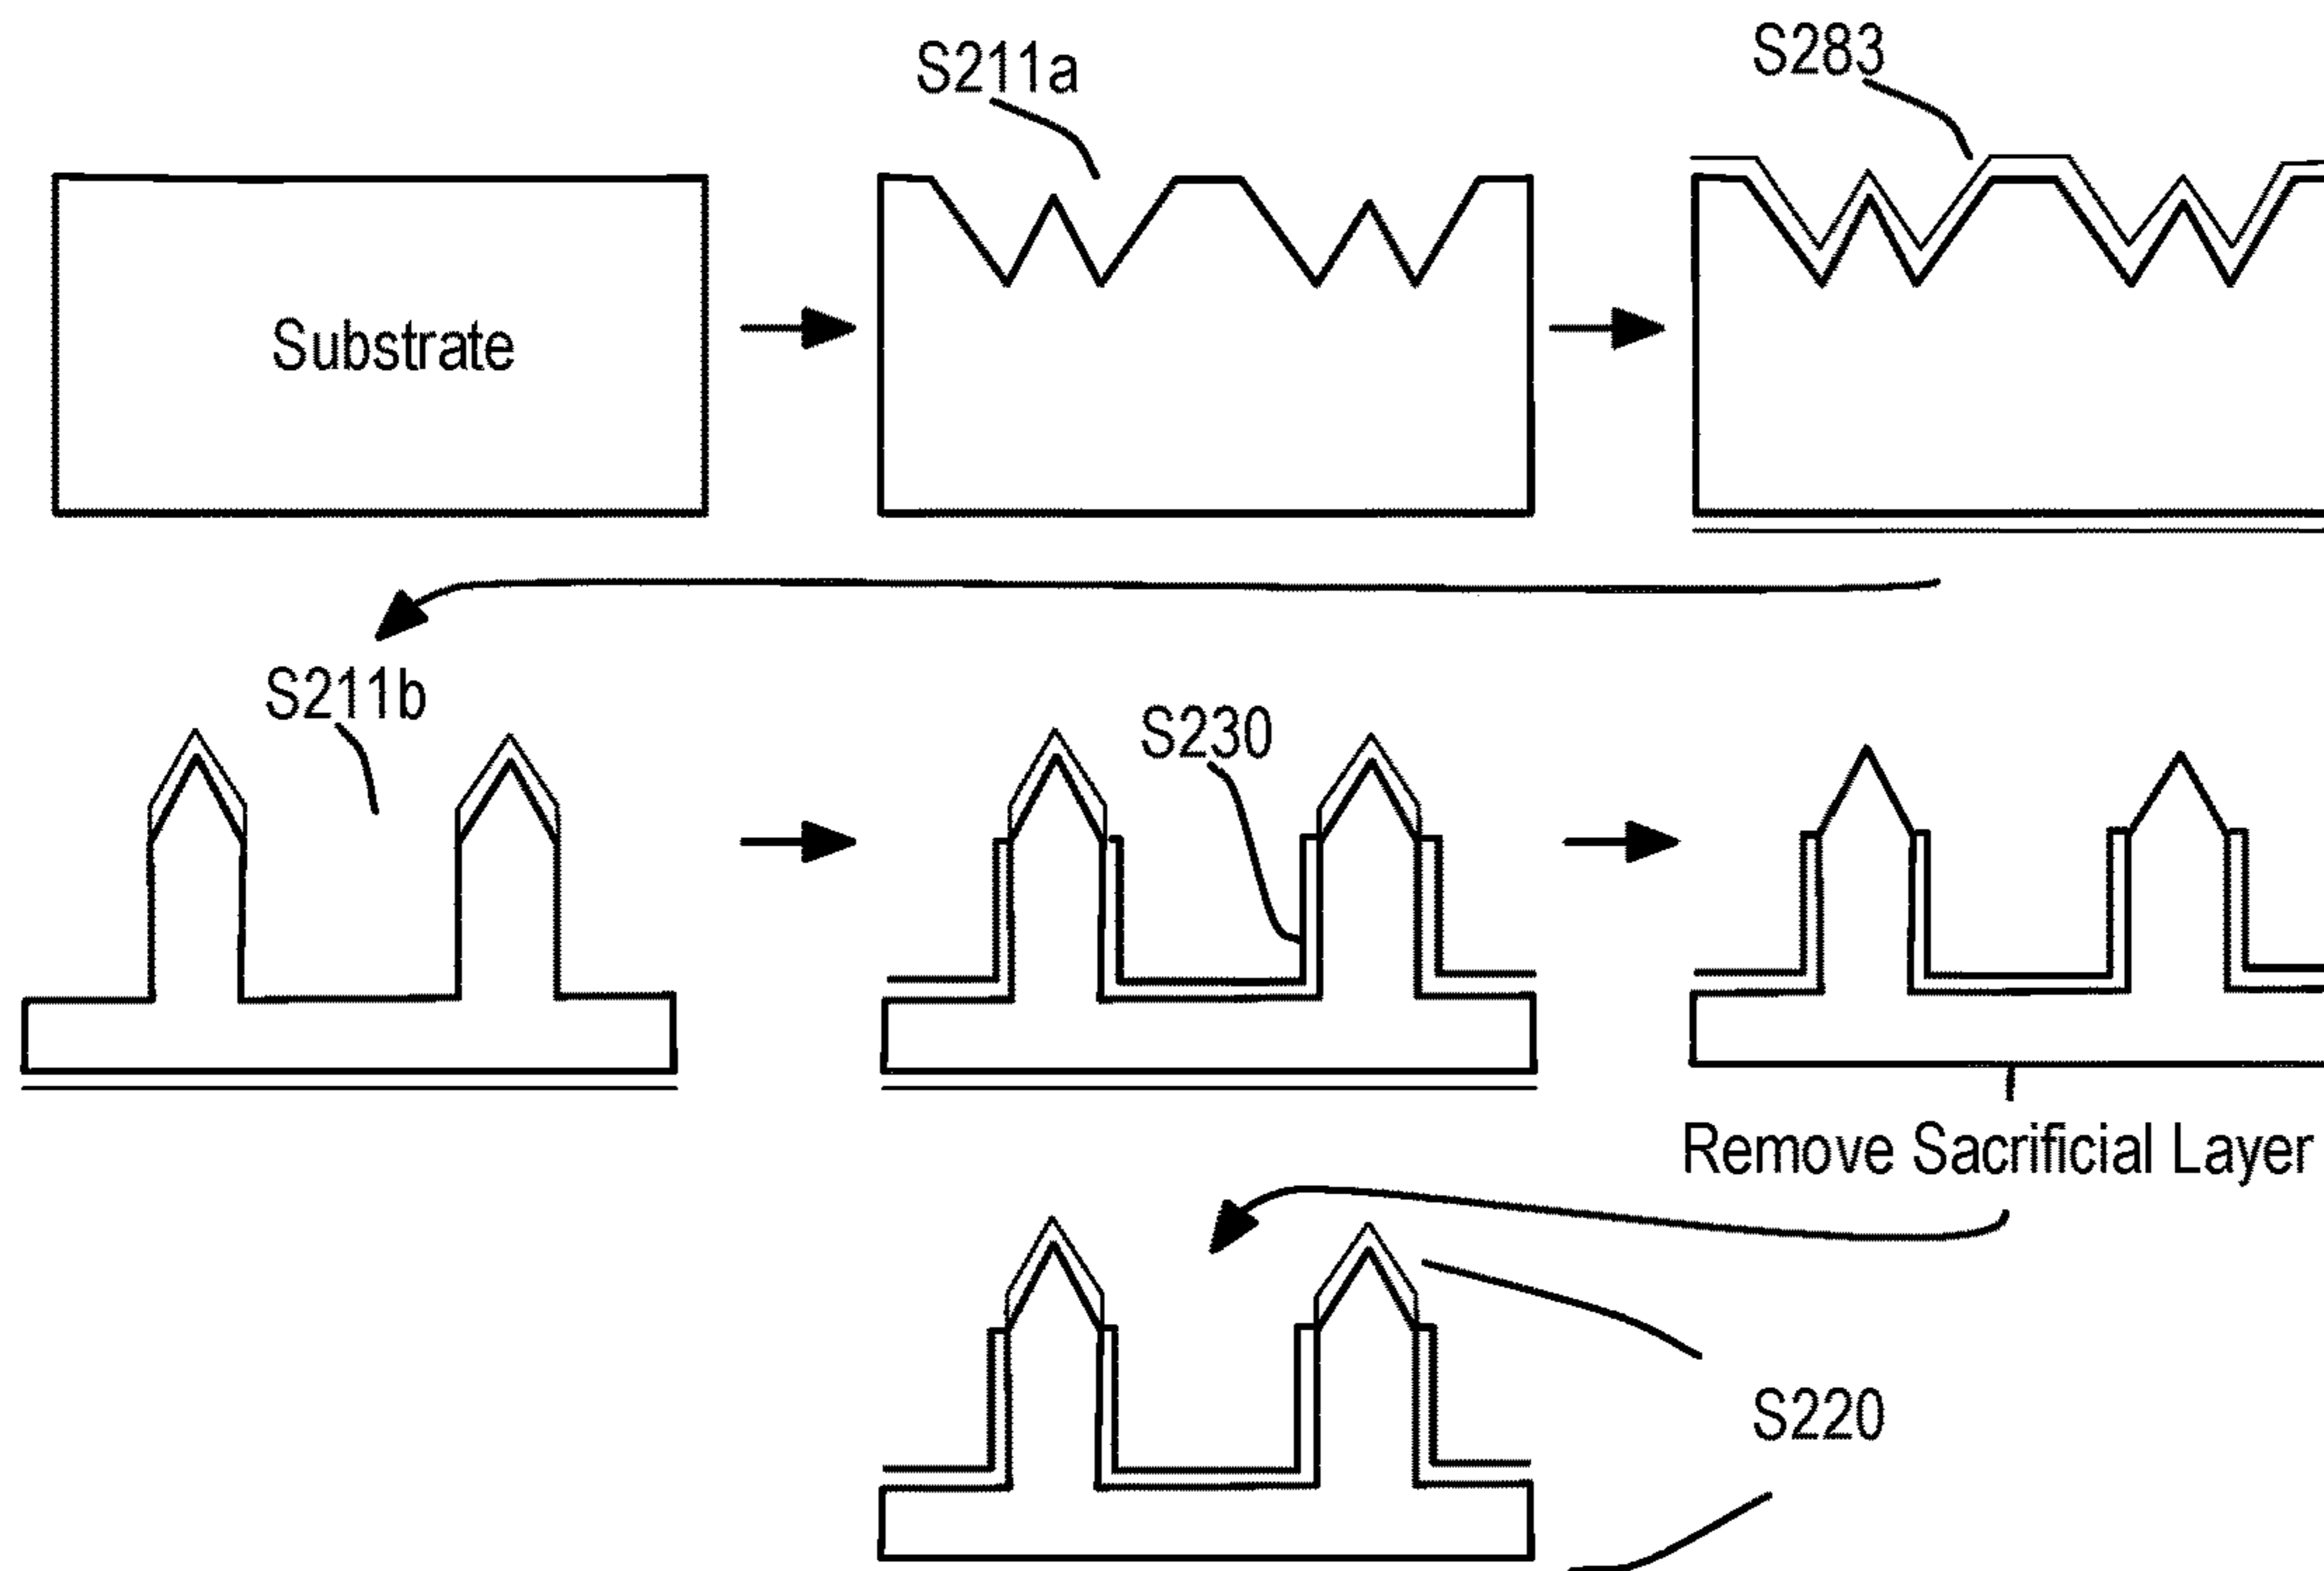 S211a
S283
Substrate
S211b
S230
Remove Sacrificial Layer
S220